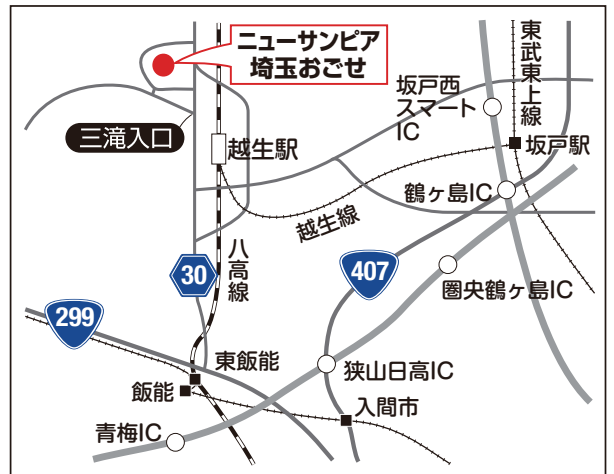 ニューサンピア
埼玉おごせ
三滝入口
越生駅
東武東上線
坂戸西
スマート
IC
坂戸駅
鶴ヶ島IC
越生線
八高線
30
407
圏央鶴ヶ島IC
299
東飯能
飯能
狭山日高IC
入間市
青梅IC